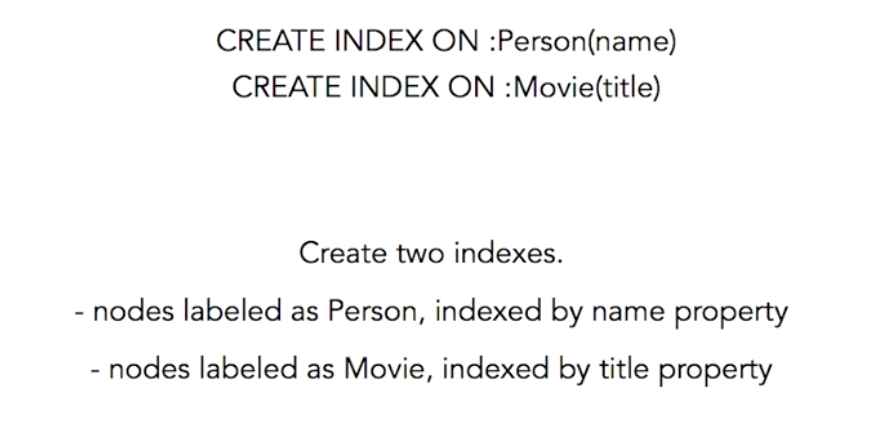 CREATE INDEX ON :Person(name)
CREATE INDEX ON :Movie(title)
Create two indexes.
- nodes labeled as Person, indexed by name property
- nodes labeled as Movie, indexed by title property